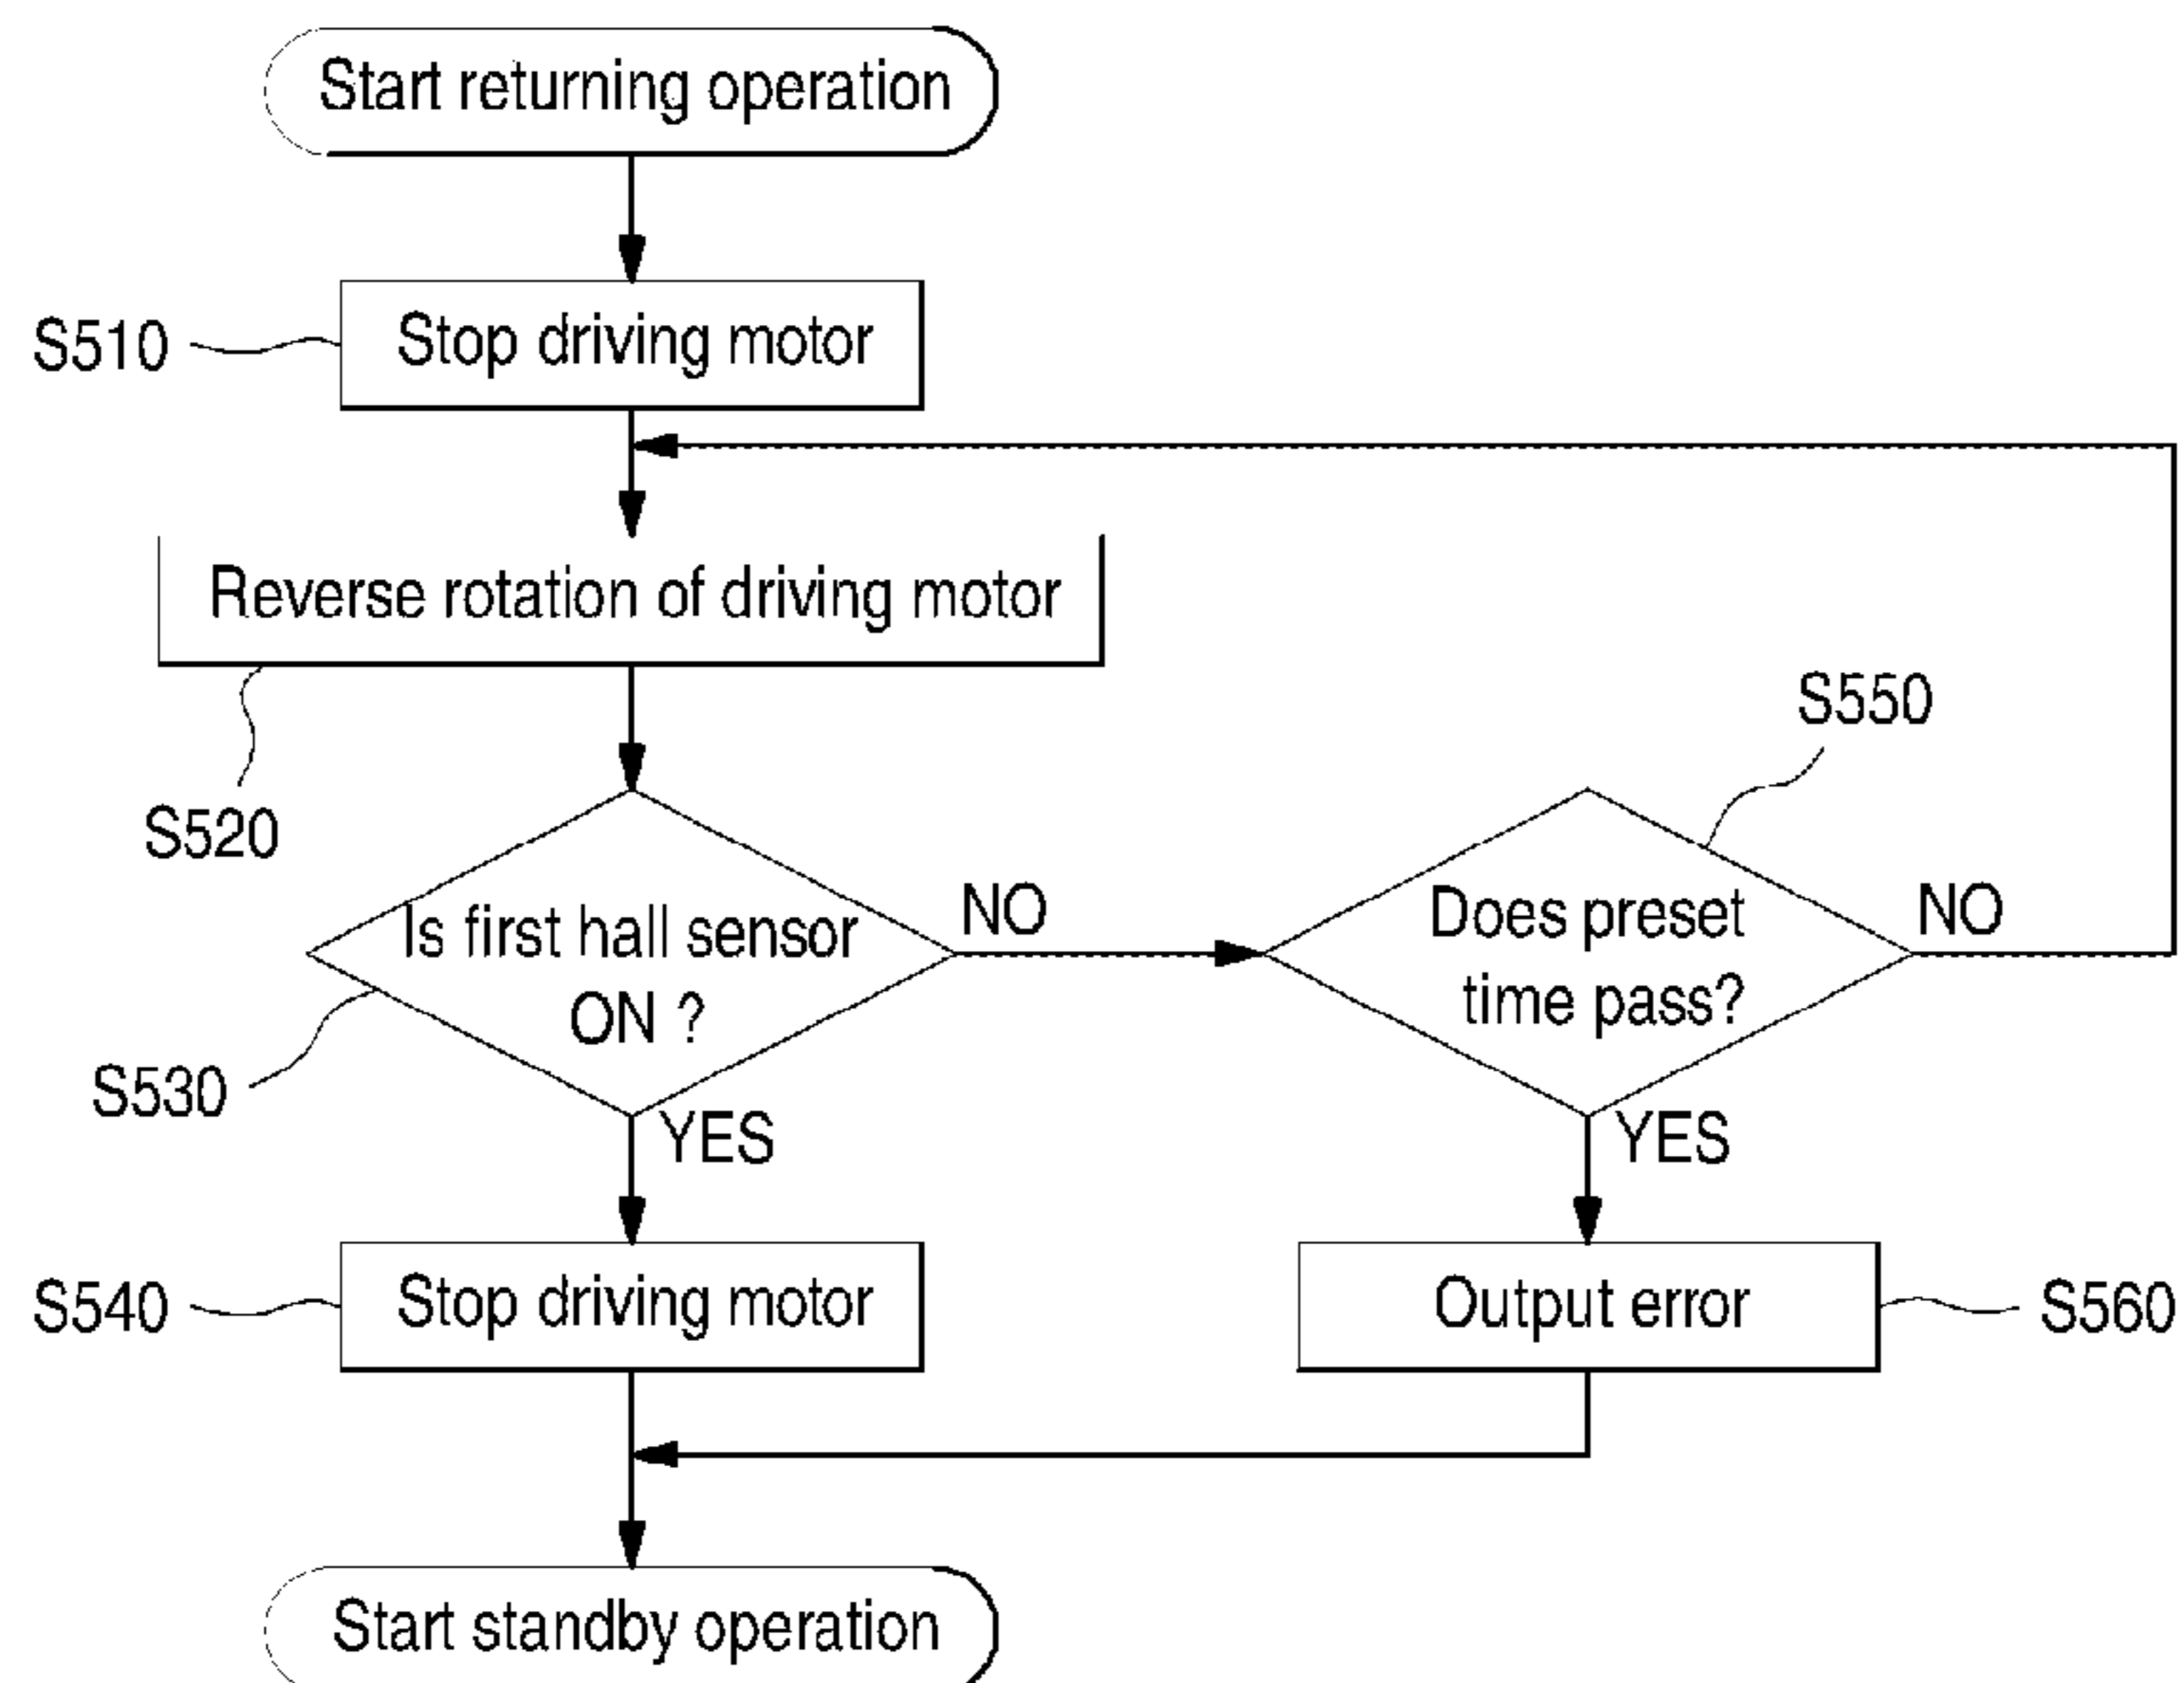 Start returning operation
S510
Stop driving motor
Reverse rotation of driving motor
S520
S550
Is first hall sensor
ON ?
NO
Does preset
time pass?
NO
S530
YES
YES
S540
Stop driving motor
Output error
S560
Start standby operation